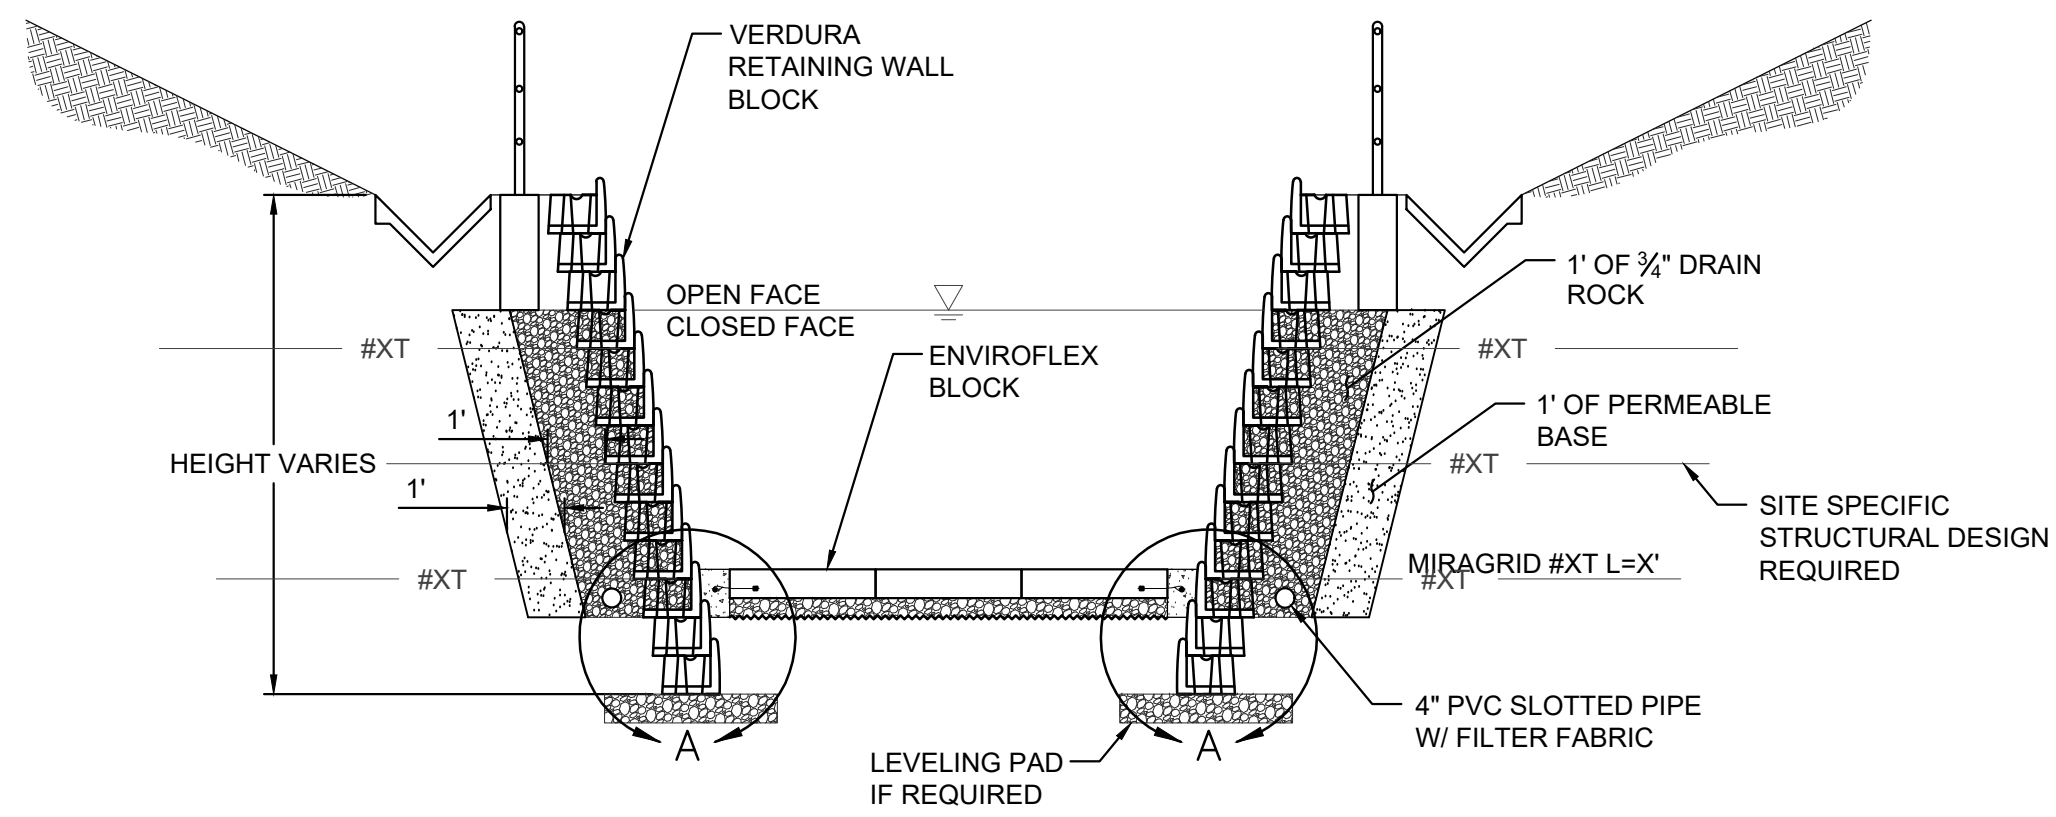 VERDURA
RETAINING WALL
BLOCK
OPEN FACE
CLOSED FACE
1' OF ¾" DRAIN
ROCK
#XT
#XT
ENVIROFLEX
BLOCK
1'
1' OF PERMEABLE
BASE
HEIGHT VARIES
#XT
1'
SITE SPECIFIC
STRUCTURAL DESIGN
REQUIRED
#XT
MIRAGRID #XT L=X'
#XT
4" PVC SLOTTED PIPE
W/ FILTER FABRIC
A
A
LEVELING PAD
IF REQUIRED